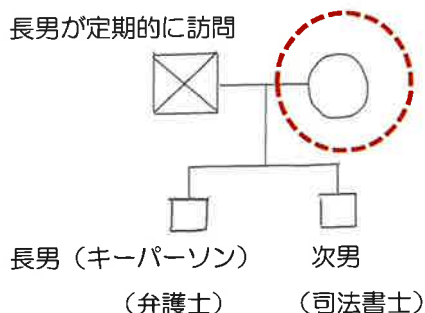 長男が定期的に訪問
長男（キーパーソン）　次男
（弁護士）　（司法書士）